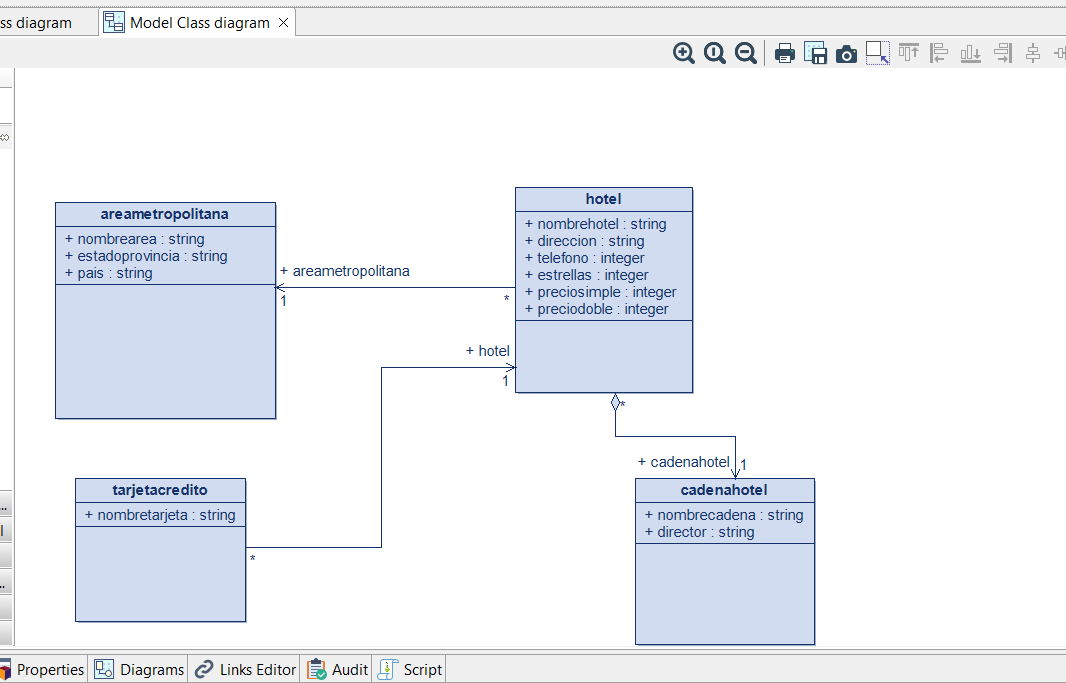 ss diagram
Model Class diagram
areametropolitana
+ nombrearea : string
+ estadoprovincia : string
+ pais : string
+ areametropolitana
1
*
hotel
+ nombrehotel : string
+ direccion : string
+ telefono : integer
+ estrellas : integer
+ preciosimple : integer
+ preciodoble : integer
+ hotel
1
*
+ cadenahotel
1
tarjetacredito
+ nombretarjeta : string
*
cadenahotel
+ nombrecadena : string
+ director : string
Properties
Diagrams
Links Editor
Audit
Script